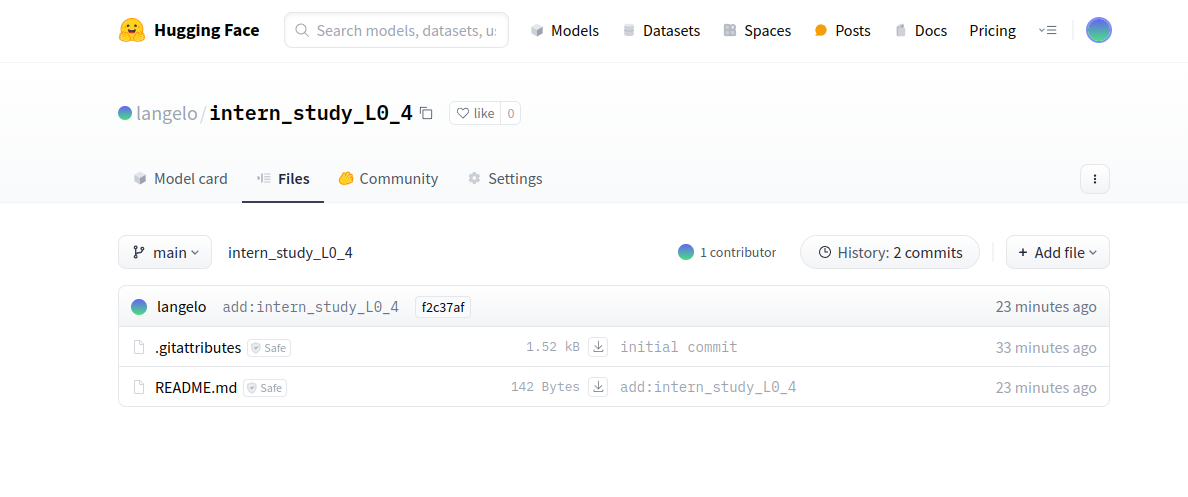 Hugging Face Search models, datasets, us Models Datasets Spaces Posts Docs Pricing
langelo/intern_study_L0_4 like 0
Model card Files Community Settings
main intern_study_L0_4 1 contributor History: 2 commits + Add file
langelo add:intern_study_L0_4 f2c37af 23 minutes ago
.gitattributes Safe 1.52 kB initial commit 33 minutes ago
README.md Safe 142 Bytes add:intern_study_L0_4 23 minutes ago